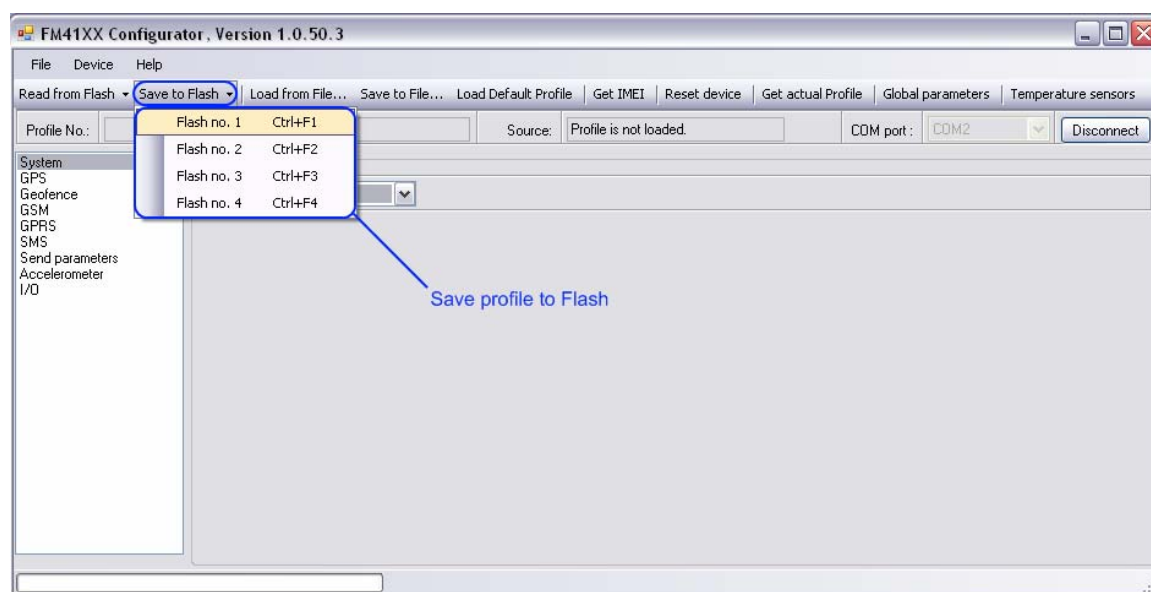 FM41XX Configurator, Version 1.0.50.3
File Device Help
Read from Flash Save to Flash Load from File... Save to File... Load Default Profile Get IMEI Reset device Get actual Profile Global parameters Temperature sensors
Profile No.: Source: Profile is not loaded. COM port : COM2 Disconnect
Flash no. 1 Ctrl+F1
Flash no. 2 Ctrl+F2
Flash no. 3 Ctrl+F3
Flash no. 4 Ctrl+F4
System
GPS
Geofence
GSM
GPRS
SMS
Send parameters
Accelerometer
I/O
Save profile to Flash